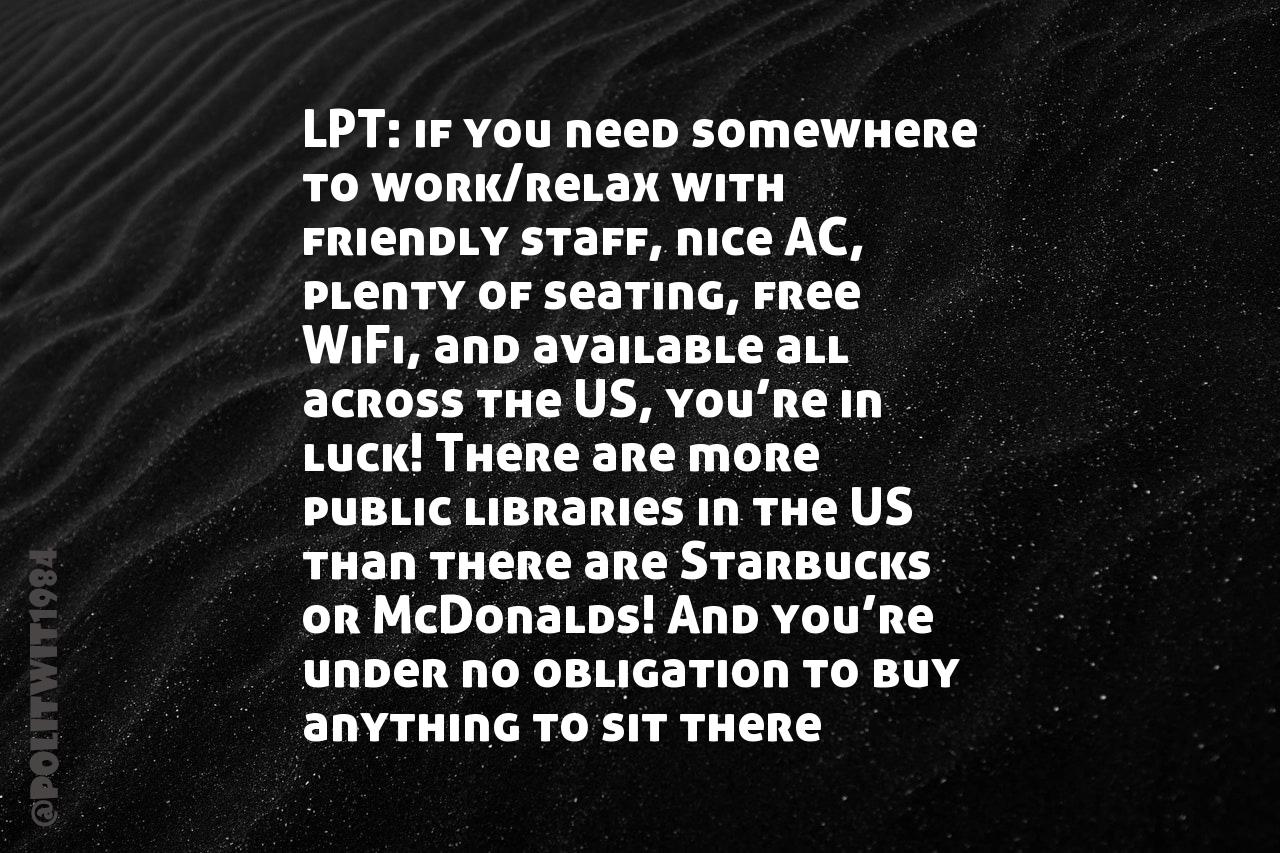 LPT: if you need somewhere
to work/relax with
friendly staff, nice AC,
plenty of seating, free
WiFi, and available all
across the US, you're in
luck! There are more
public libraries in the US
than there are Starbucks
or McDonalds! And you're
under no obligation to buy
anything to sit there
@POLITWIT1984